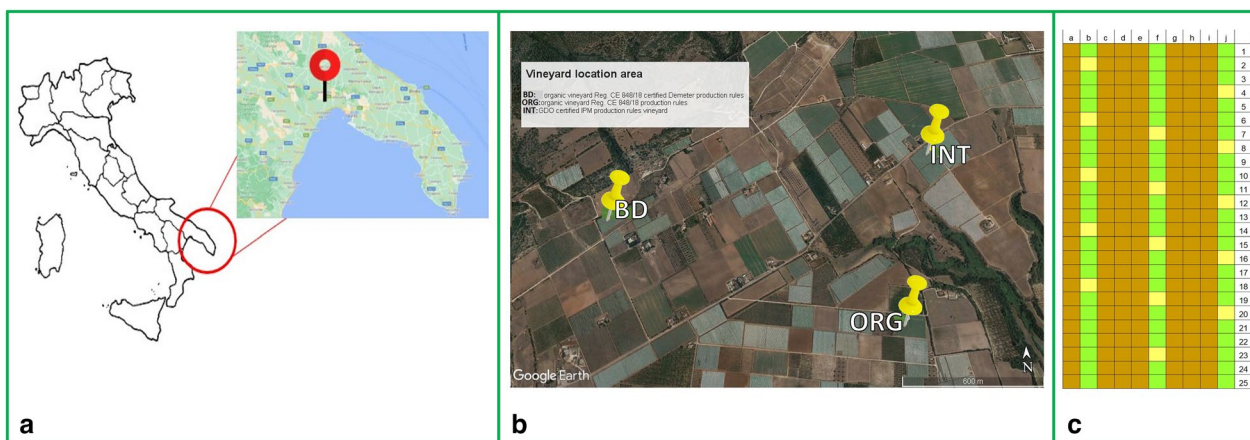 Vineyard location area
BD: organic vineyard Reg. CE 848/18 certified Demeter production rules
ORG:organic vineyard Reg. CE 848/18 production rules
INT:GDO certified IPM production rules vineyard
INT
BD
ORG
Google Earth
600 m
N
a b c d e f g h i j
1
2
3
4
5
6
7
8
9
10
11
12
13
14
15
16
17
18
19
20
21
22
23
24
25
a
b
c